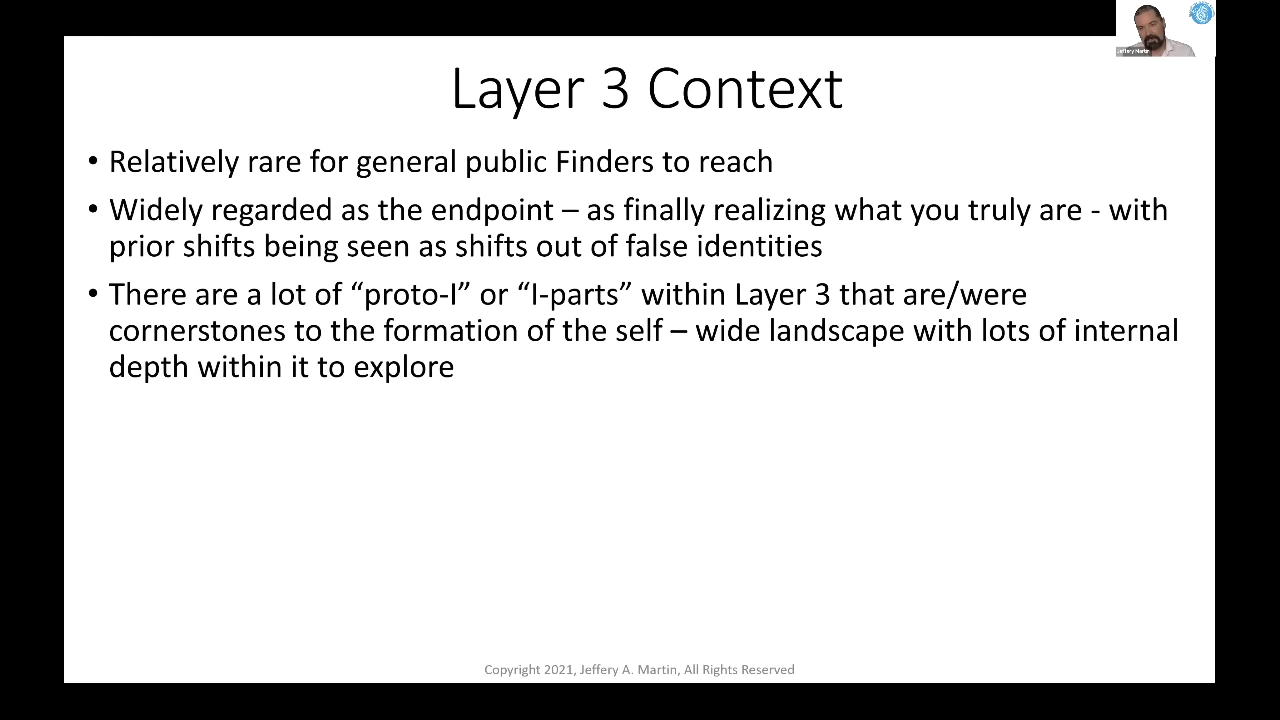 Jeffery Martin
Layer 3 Context
• Relatively rare for general public Finders to reach
• Widely regarded as the endpoint – as finally realizing what you truly are - with
prior shifts being seen as shifts out of false identities
• There are a lot of “proto-I” or “I-parts” within Layer 3 that are/were
cornerstones to the formation of the self – wide landscape with lots of internal
depth within it to explore
Copyright 2021, Jeffery A. Martin, All Rights Reserved